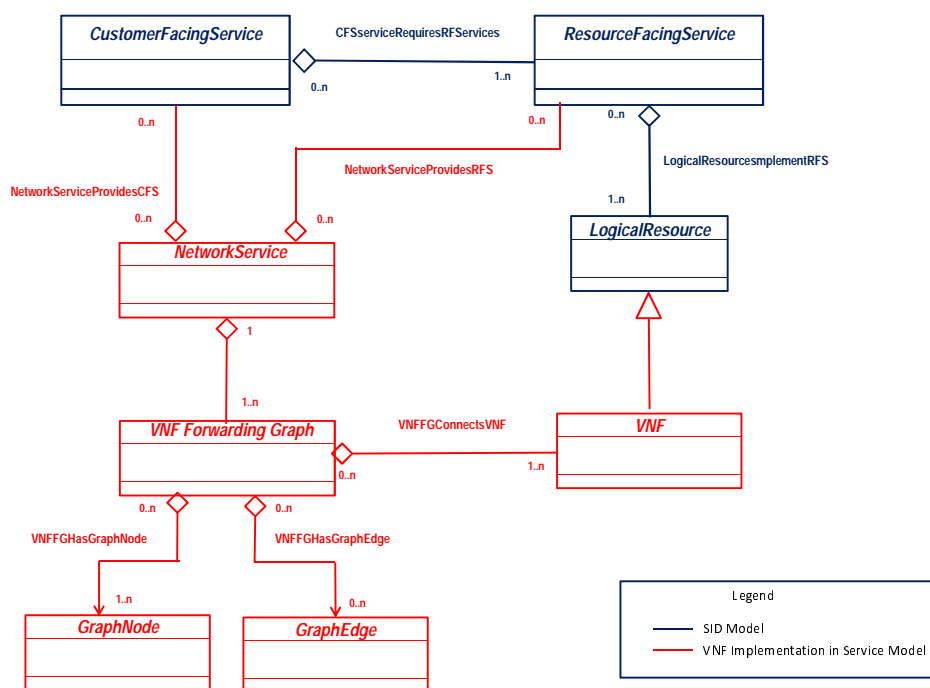 CustomerFacingService
CFSserviceRequiresRFServices
ResourceFacingService
0..n
1..n
0..n
0..n
0..n
NetworkServiceProvidesRFS
LogicalResourcesmplementRFS
NetworkServiceProvidesCFS
1..n
0..n
0..n
LogicalResource
NetworkService
1
1..n
VNFFGConnectsVNF
VNF Forwarding Graph
VNF
0..n
1..n
0..n
0..n
VNFFGHasGraphNode
VNFFGHasGraphEdge
1..n
0..n
GraphNode
GraphEdge
Legend
SID Model
VNF Implementation in Service Model